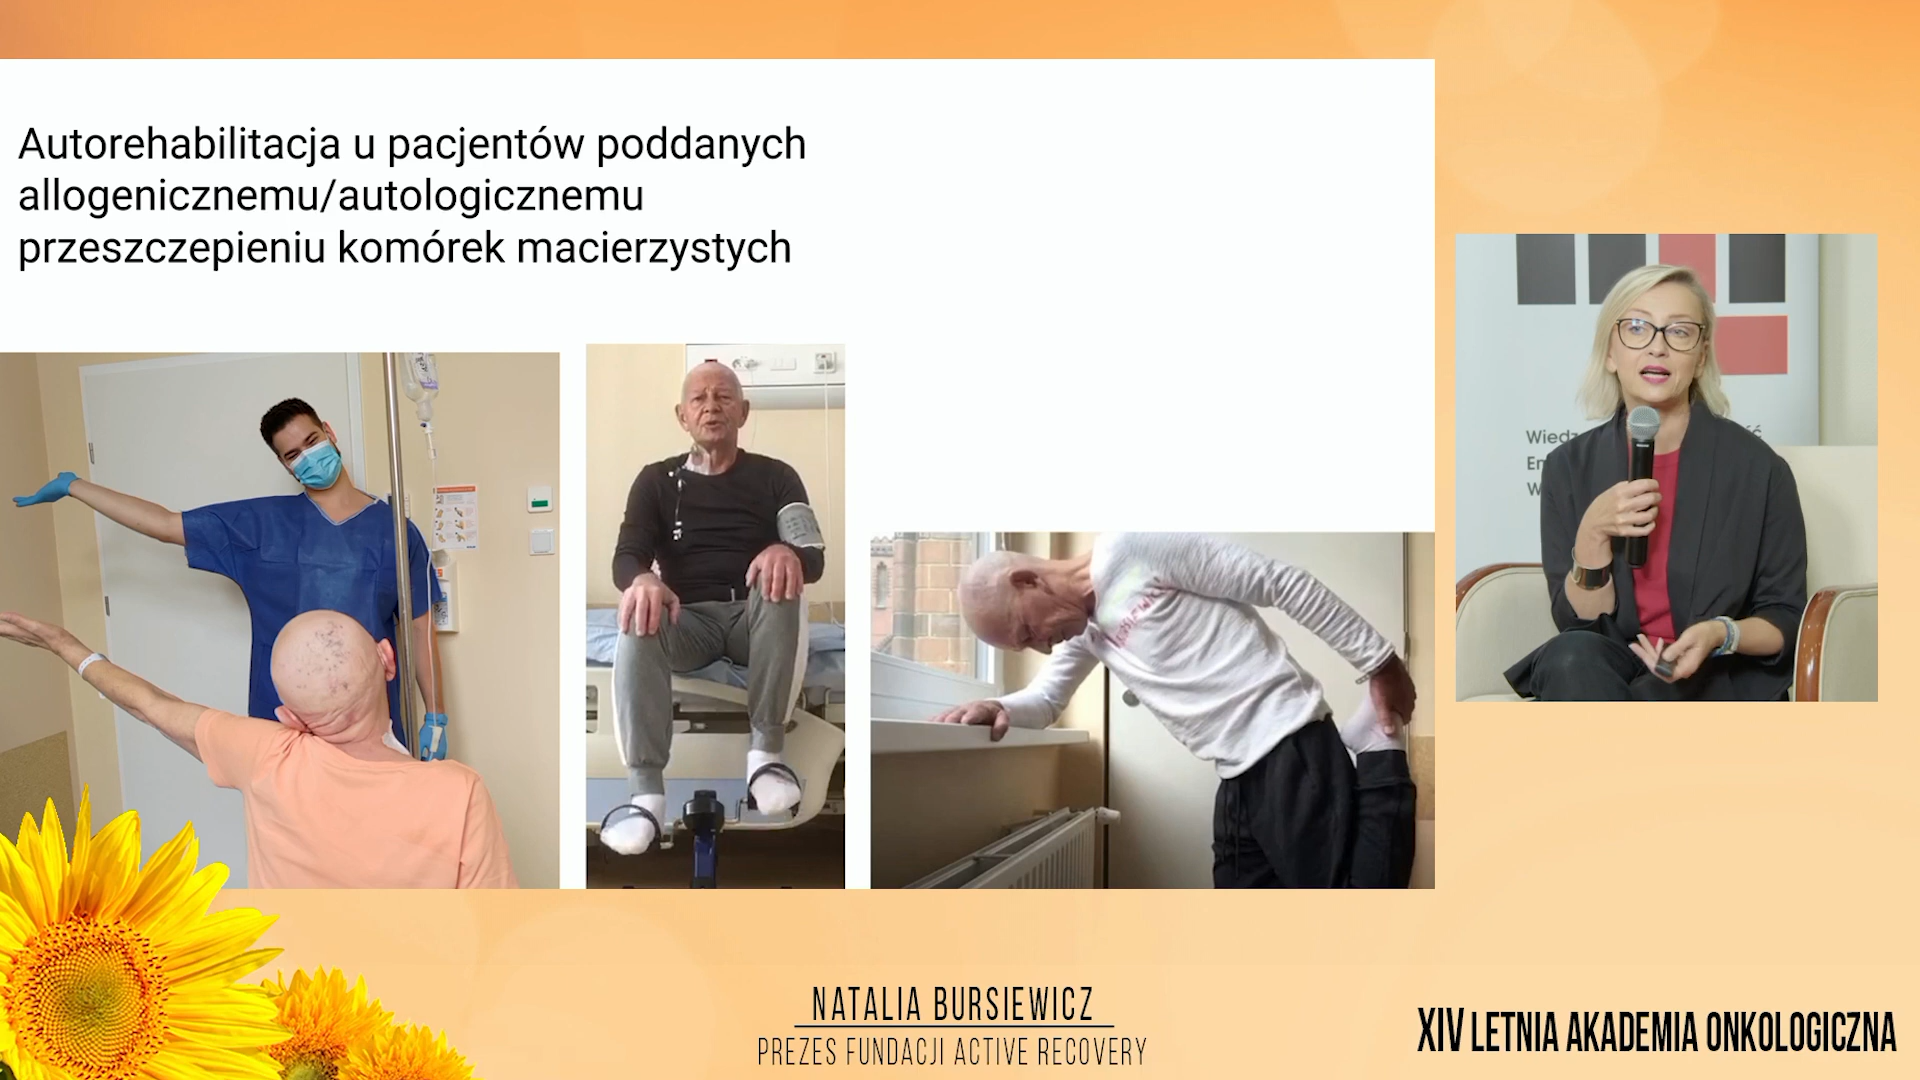 Autorehabilitacja u pacjentów poddanych
allogenicznemu/autologicznemu
przeszczepieniu komórek macierzystych
NATALIA BURSIEWICZ
PREZES FUNDACJI ACTIVE RECOVERY
XIV LETNIA AKADEMIA ONKOLOGICZNA